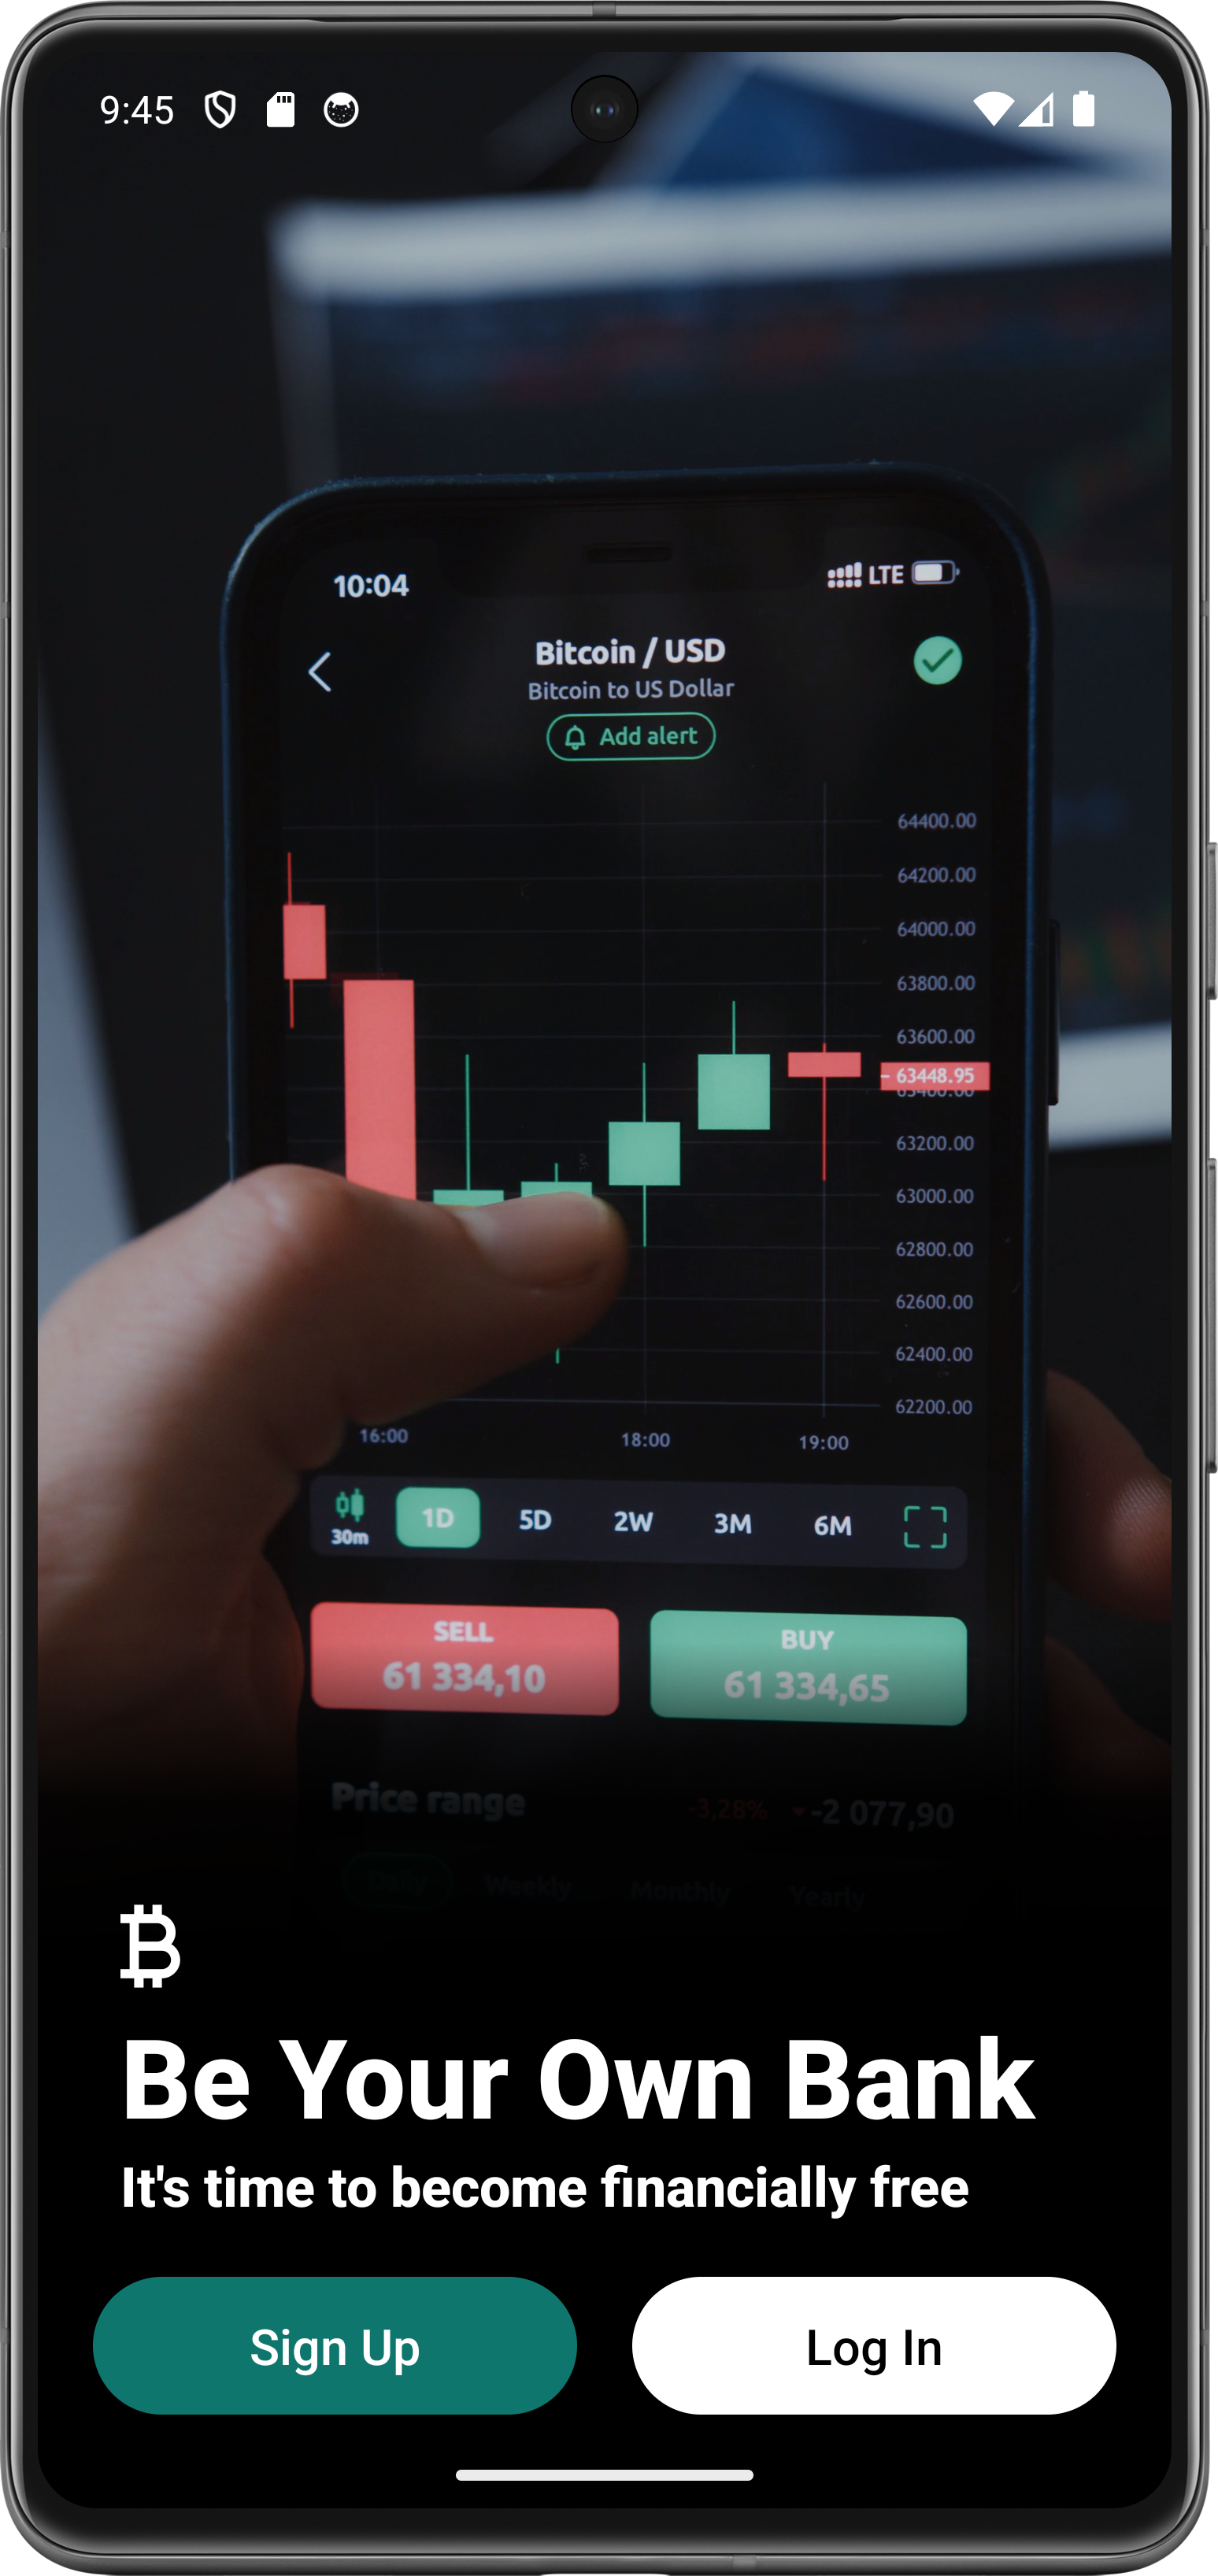 9:45
10:04
LTE
Bitcoin / USD
Bitcoin to US Dollar
Add alert
64400.00
64200.00
64000.00
63800.00
63600.00
63448.95
63400.00
63200.00
63000.00
62800.00
62600.00
62400.00
62200.00
16:00
18:00
19:00
30m
1D
5D
2W
3M
6M
SELL
61 334,10
BUY
61 334,65
Price range
-3,28%
-2 077,90
Daily
Weekly
Monthly
Yearly
Be Your Own Bank
It's time to become financially free
Sign Up
Log In